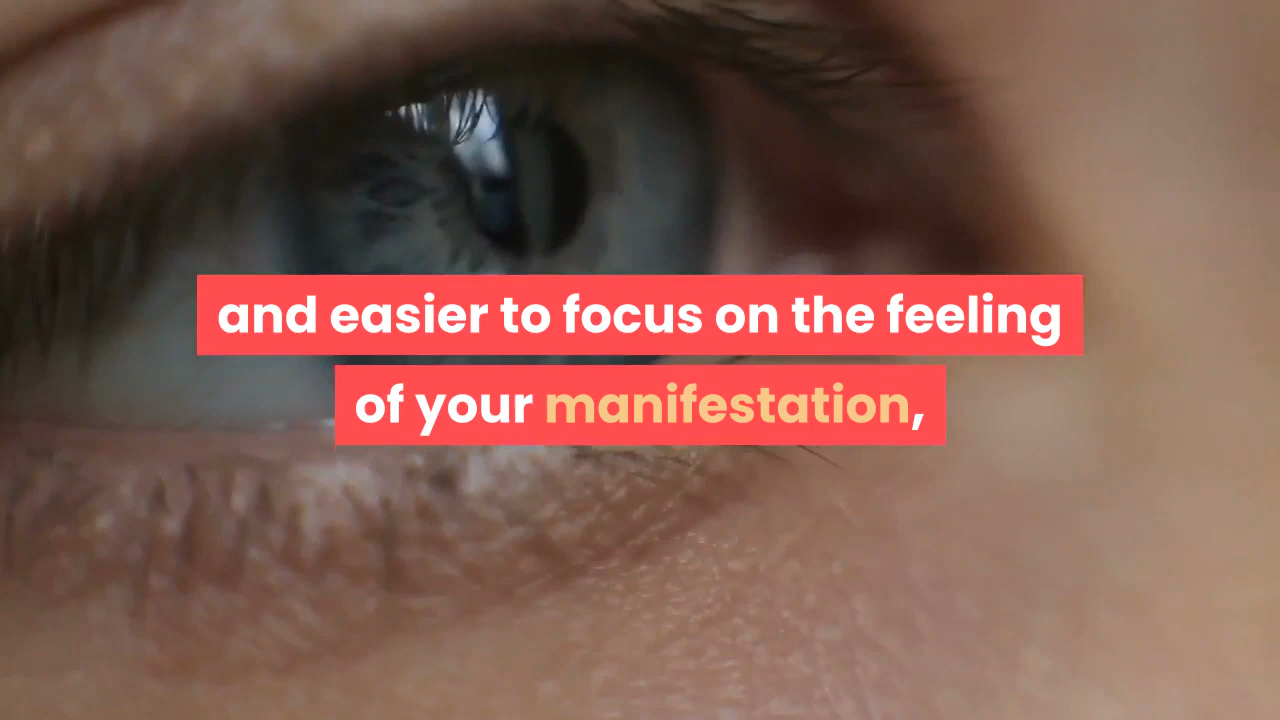 and easier to focus on the feeling
of your manifestation,